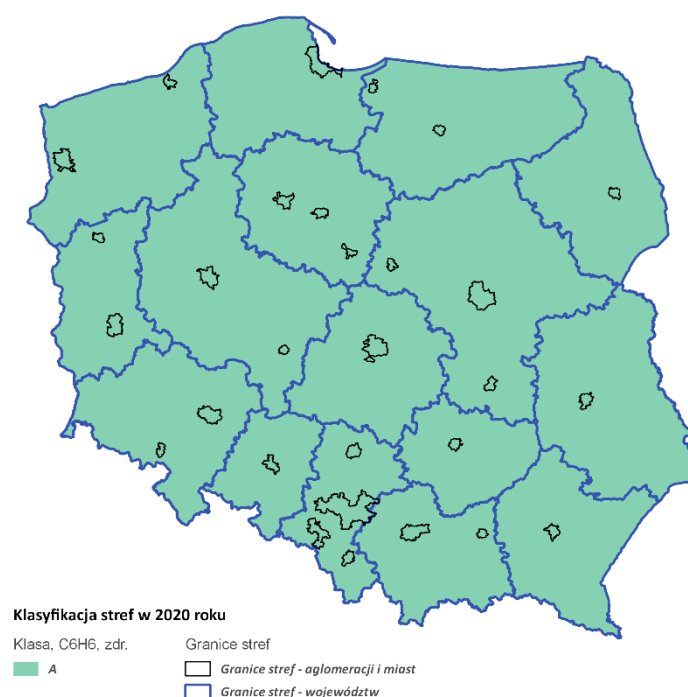 Klasyfikacja stref w 2020 roku
Klasa, C6H6, zdr.
A
Granice stref
Granice stref - aglomeracji i miast
Granice stref - województw